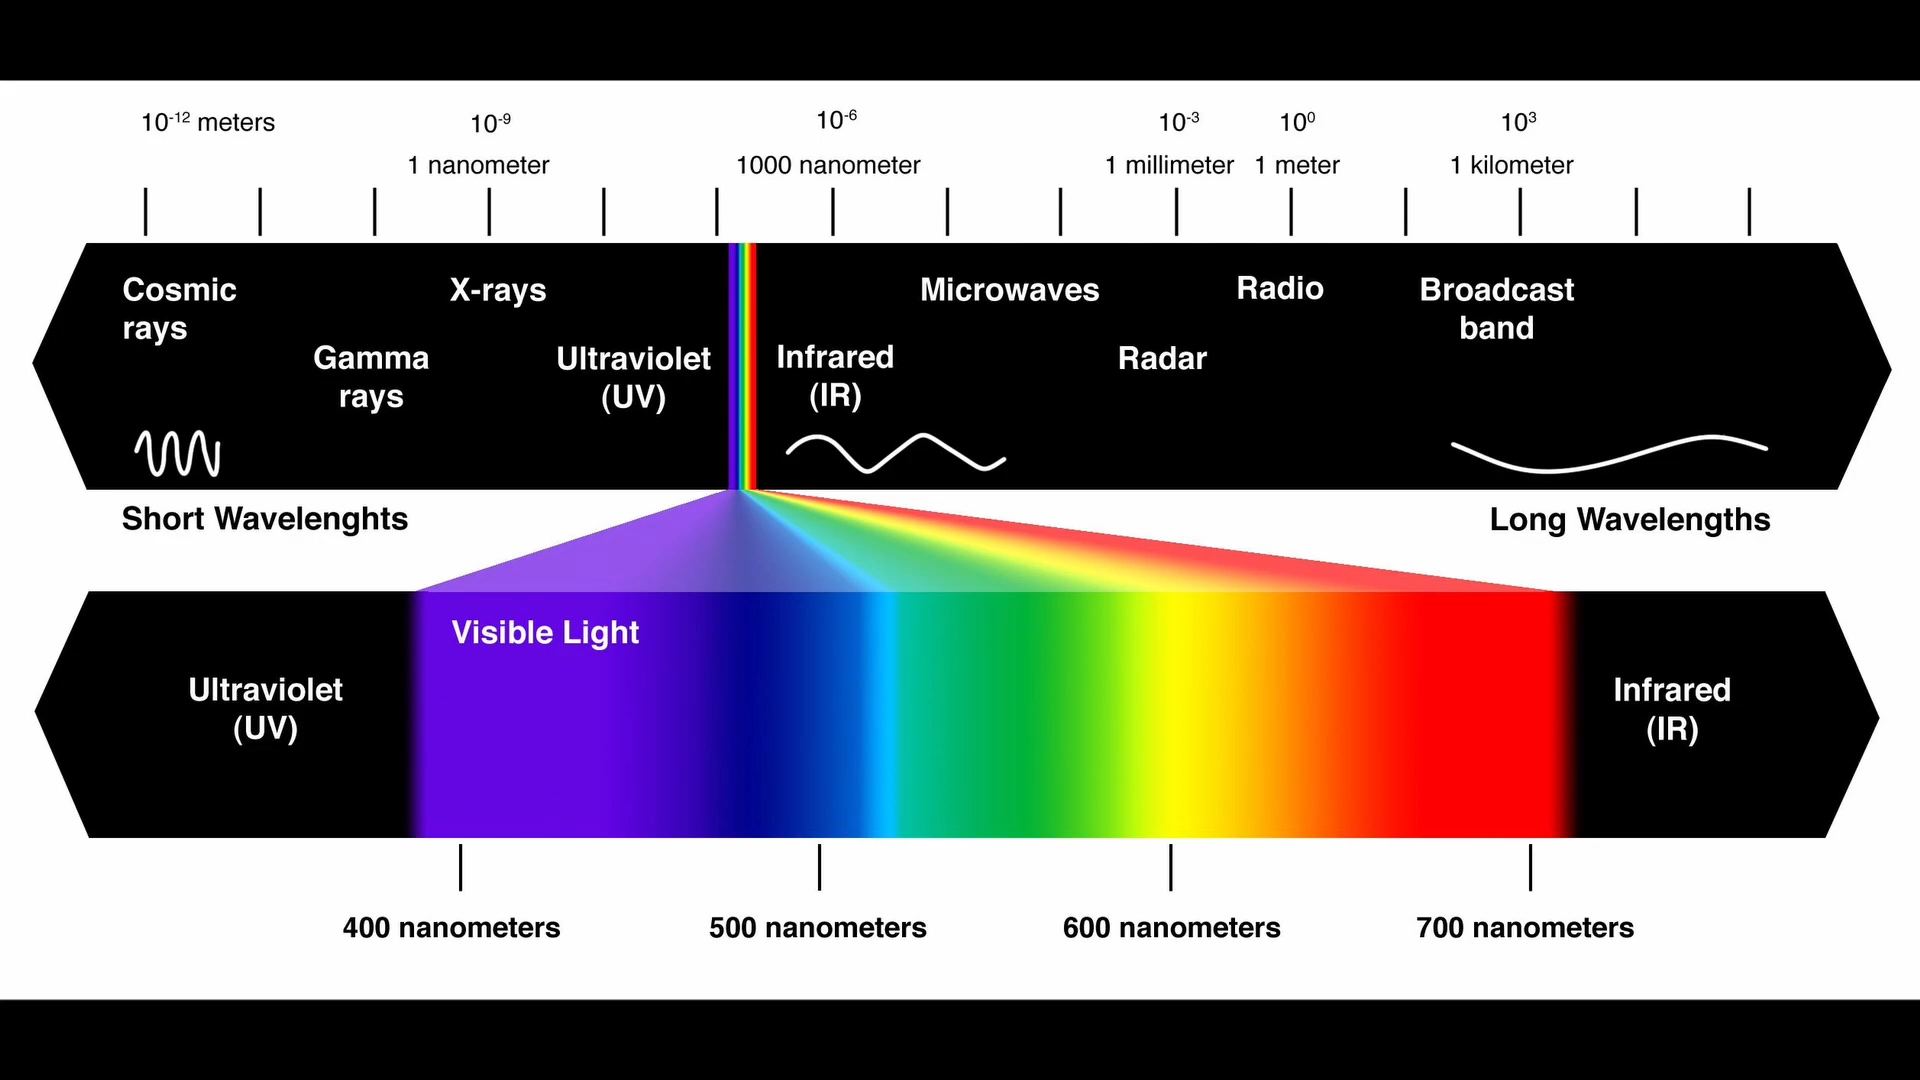 10⁻¹² meters
10⁻⁹
10⁻⁶
10⁻³
10⁰
10³
1 nanometer
1000 nanometer
1 millimeter
1 meter
1 kilometer
Cosmic
rays
Gamma
rays
X-rays
Ultraviolet
(UV)
Infrared
(IR)
Microwaves
Radar
Radio
Broadcast
band
Short Wavelenghts
Long Wavelengths
Visible Light
Ultraviolet
(UV)
Infrared
(IR)
400 nanometers
500 nanometers
600 nanometers
700 nanometers